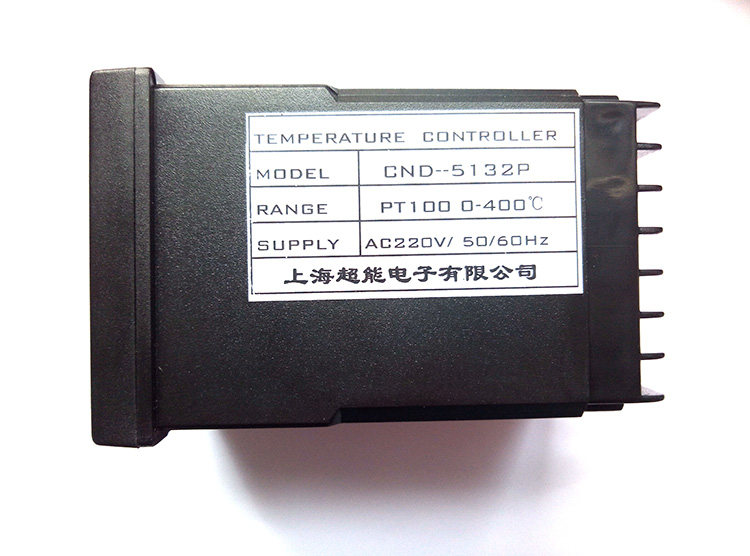 TEMPERATURE CONTROLLER
MODEL CND--5132P
RANGE PT100 0-400℃
SUPPLY AC220V/ 50/60Hz
上海超能电子有限公司